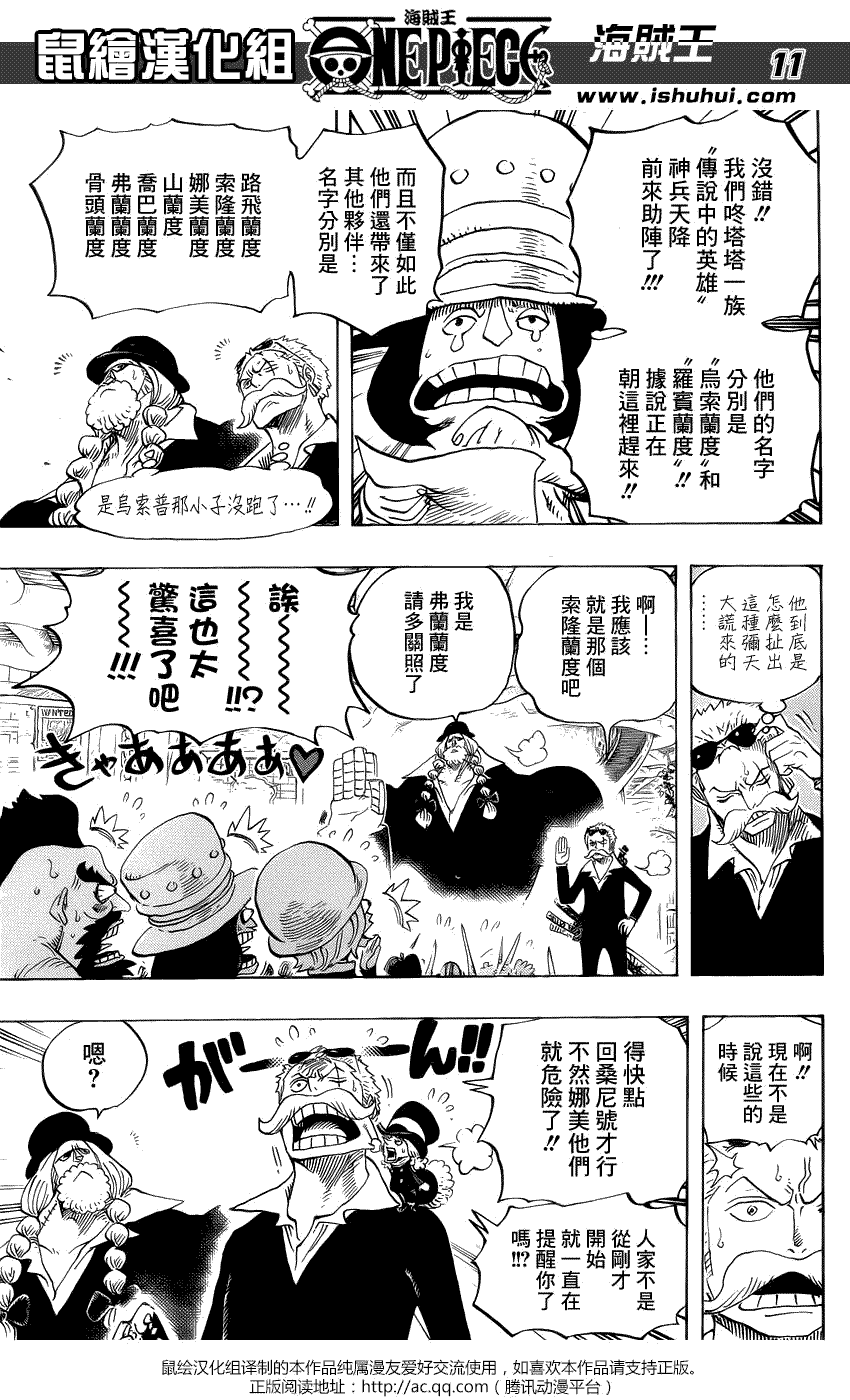 鼠繪漢化組
海賊王
ONE PIECE
海賊王
11
www.ishuhui.com
沒錯!!
我們咚塔塔一族
“傳說中的英雄”
神兵天降
前來助陣了!!!
他們的名字
分別是
“烏索蘭度”和
“羅賓蘭度”!!
據說正在
朝這裡趕來!!
而且不僅如此
他們還帶來了
其他夥伴…
名字分別是
路飛蘭度
索隆蘭度
娜美蘭度
山蘭度
喬巴蘭度
弗蘭蘭度
骨頭蘭度
是烏索普那小子沒跑了…!!
他到底是
怎麼扯出
這種彌天
大謊來的
……
啊—…
我應該
就是那個
索隆蘭度吧
我是
弗蘭蘭度
請多關照了
誒
~~~!!?
這也太
驚喜了吧
~~~!!!
WANTED
きゃああああ♥
啊!!
現在不是
說這些的
時候
得快點
回桑尼號才行
不然娜美他們
就危險了!!
人家不是
從剛才
開始
就一直在
提醒你了
嗎!!?
がーーん!!
嗯?
鼠绘汉化组译制的本作品纯属漫友爱好交流使用，如喜欢本作品请支持正版。
正版阅读地址：http://ac.qq.com（腾讯动漫平台）